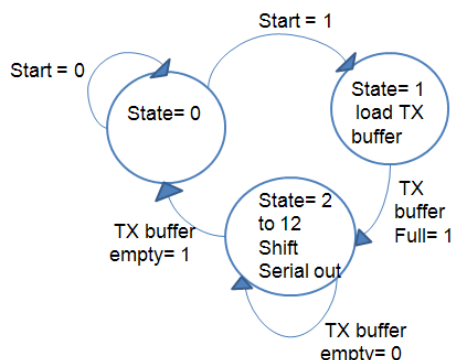 Start = 1
Start = 0
State= 0
State= 1
load TX
buffer
TX
buffer
Full= 1
State= 2
to 12
Shift
Serial out
TX buffer
empty= 1
TX buffer
empty= 0